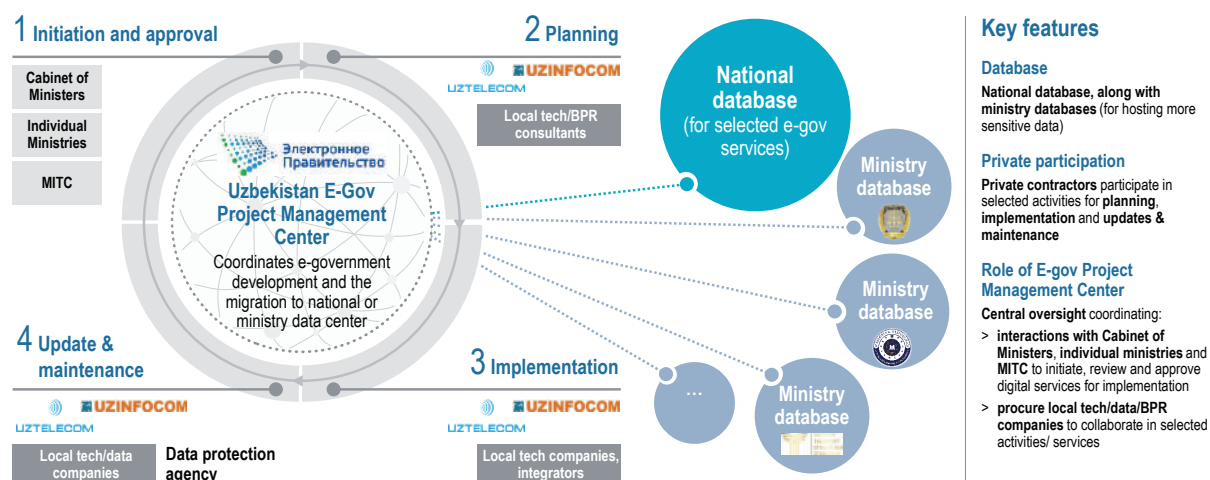 1 Initiation and approval
Cabinet of
Ministers
Individual
Ministries
MITC
2 Planning
UZTELECOM
UZINFOCOM
Local tech/BPR
consultants
Электронное
Правительство
Uzbekistan E-Gov
Project Management
Center
Coordinates e-government
development and the
migration to national or
ministry data center
4 Update &
maintenance
UZTELECOM
UZINFOCOM
Local tech/data
companies
Data protection
agency
3 Implementation
UZTELECOM
UZINFOCOM
Local tech companies,
integrators
National
database
(for selected e-gov
services)
Ministry
database
Ministry
database
Ministry
database
...
Key features
Database
National database, along with
ministry databases (for hosting more
sensitive data)
Private participation
Private contractors participate in
selected activities for planning,
implementation and updates &
maintenance
Role of E-gov Project
Management Center
Central oversight coordinating:
> interactions with Cabinet of
Ministers, individual ministries and
MITC to initiate, review and approve
digital services for implementation
> procure local tech/data/BPR
companies to collaborate in selected
activities/ services